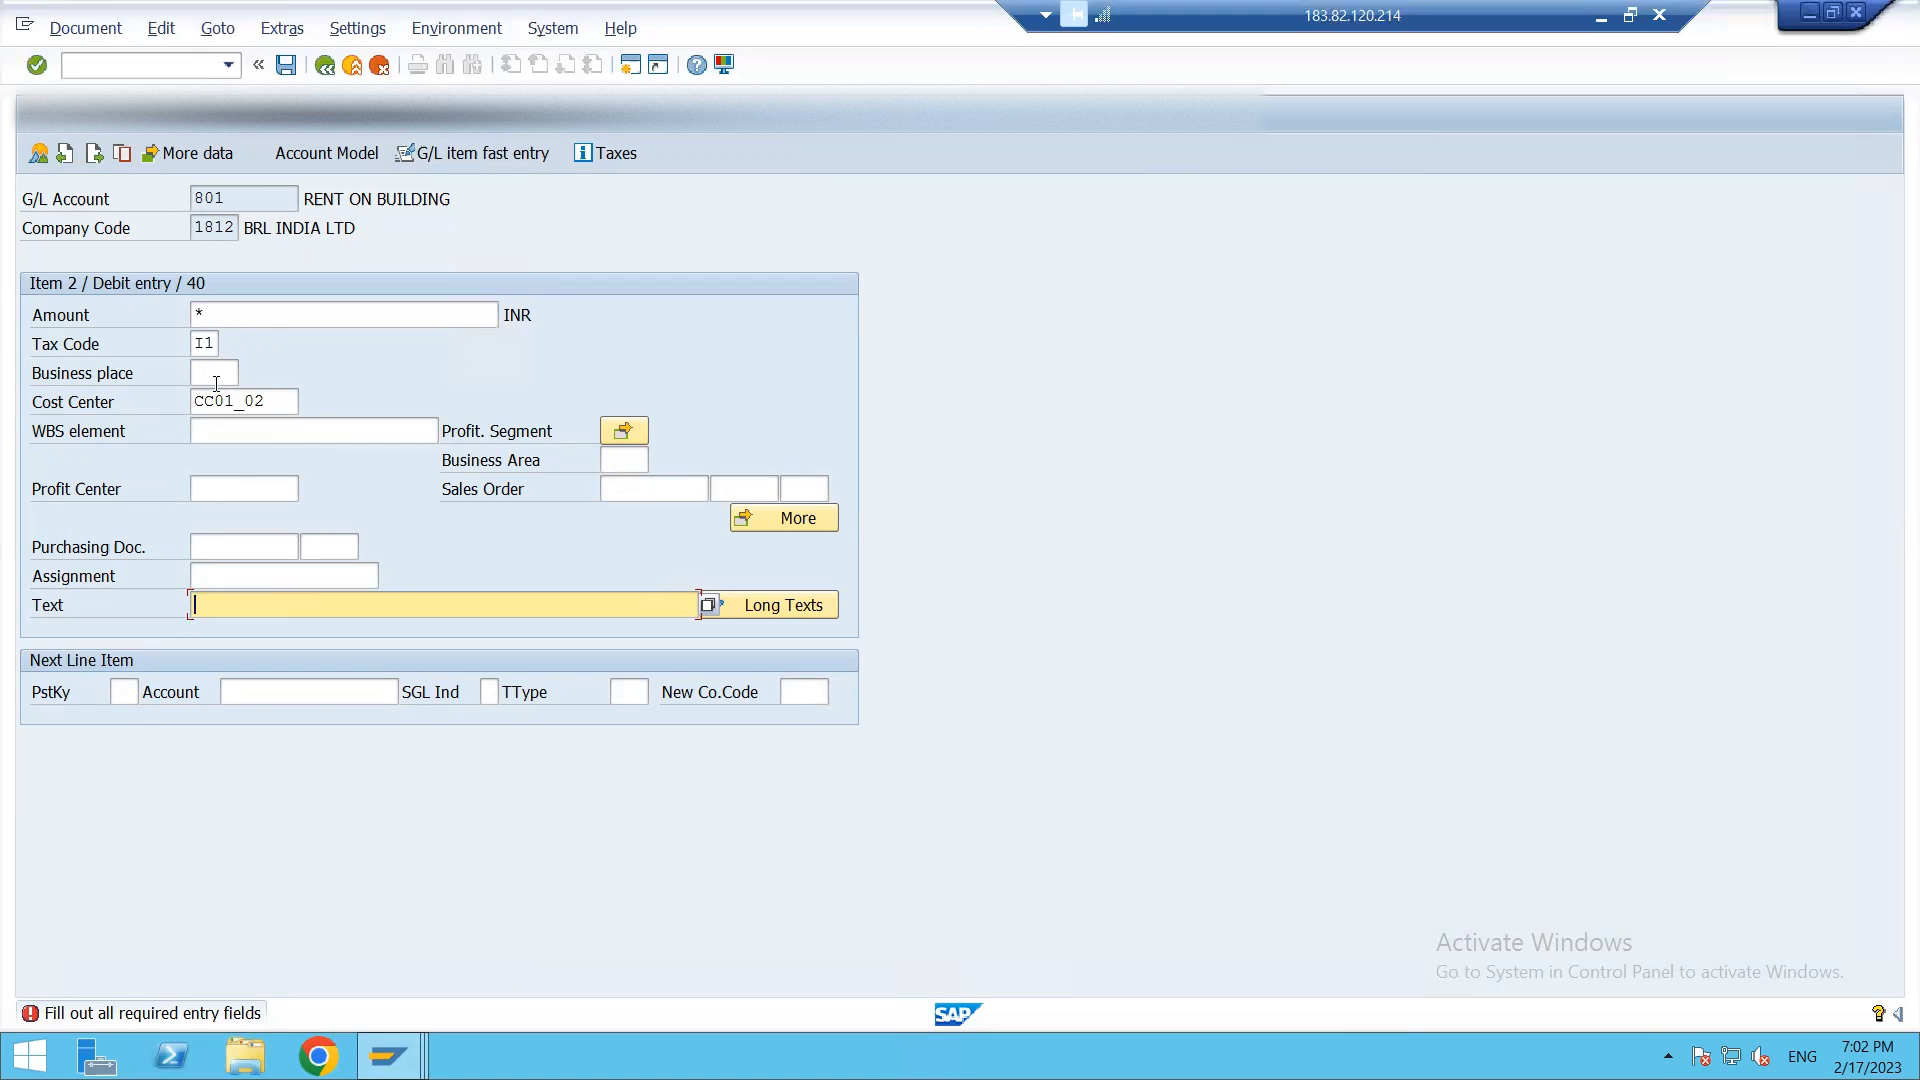 Document Edit Goto Extras Settings Environment System Help
183.82.120.214
More data Account Model G/L item fast entry Taxes
G/L Account 801 RENT ON BUILDING
Company Code 1812 BRL INDIA LTD
Item 2 / Debit entry / 40
Amount * INR
Tax Code I1
Business place
Cost Center CC01_02
WBS element Profit. Segment
Business Area
Profit Center Sales Order
More
Purchasing Doc.
Assignment
Text Long Texts
Next Line Item
PstKy Account SGL Ind TType New Co.Code
Activate Windows
Go to System in Control Panel to activate Windows.
Fill out all required entry fields SAP
ENG 7:02 PM
2/17/2023